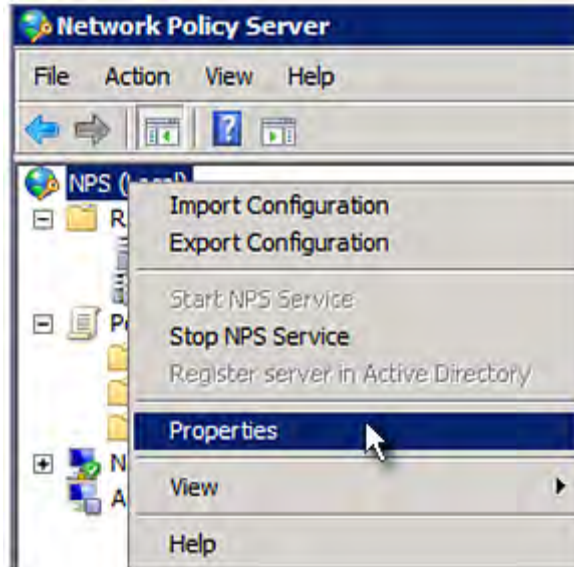 Network Policy Server
File Action View Help
NPS (Local)
Import Configuration
R
Export Configuration
Start NPS Service
P
Stop NPS Service
Register server in Active Directory
Properties
N
View
A
Help